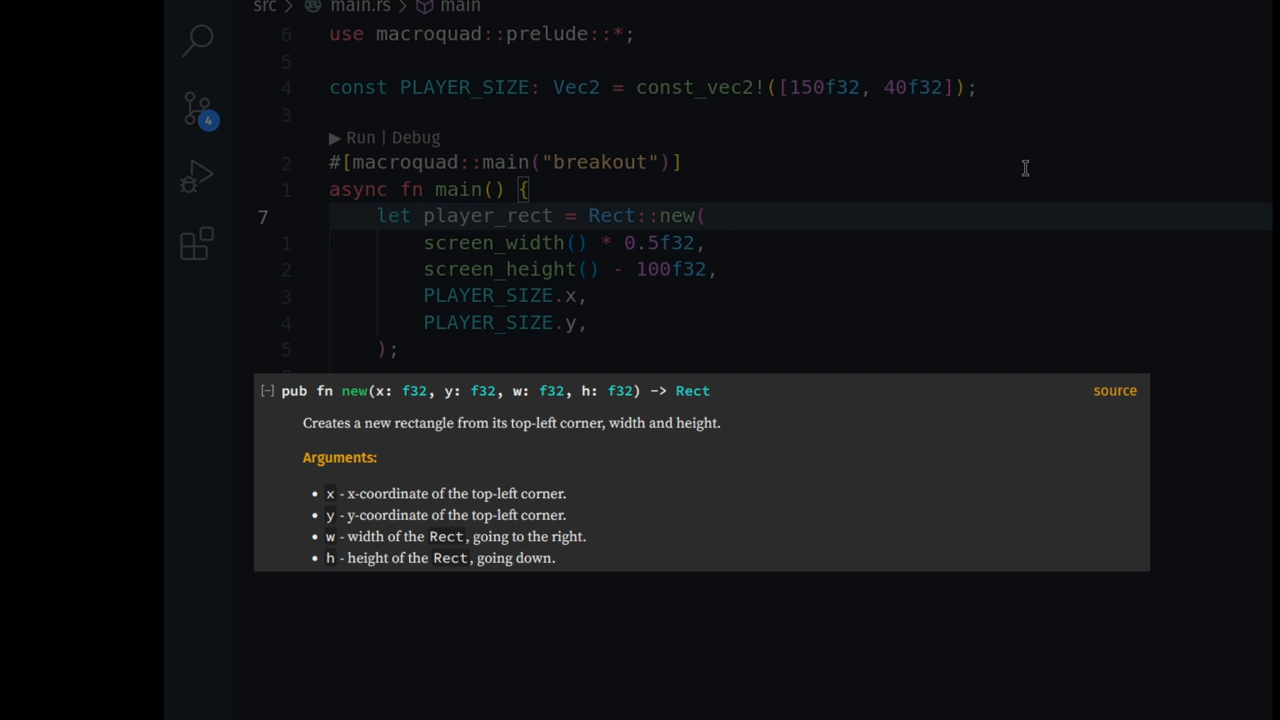 src > main.rs > main
6 use macroquad::prelude::*;
5
4 const PLAYER_SIZE: Vec2 = const_vec2!([150f32, 40f32]);
3
▶ Run | Debug
4
2 #[macroquad::main("breakout")]
1 async fn main() {
7 let player_rect = Rect::new(
1 screen_width() * 0.5f32,
2 screen_height() - 100f32,
3 PLAYER_SIZE.x,
4 PLAYER_SIZE.y,
5 );
[-] pub fn new(x: f32, y: f32, w: f32, h: f32) -> Rect source
Creates a new rectangle from its top-left corner, width and height.
Arguments:
• x - x-coordinate of the top-left corner.
• y - y-coordinate of the top-left corner.
• w - width of the Rect, going to the right.
• h - height of the Rect, going down.